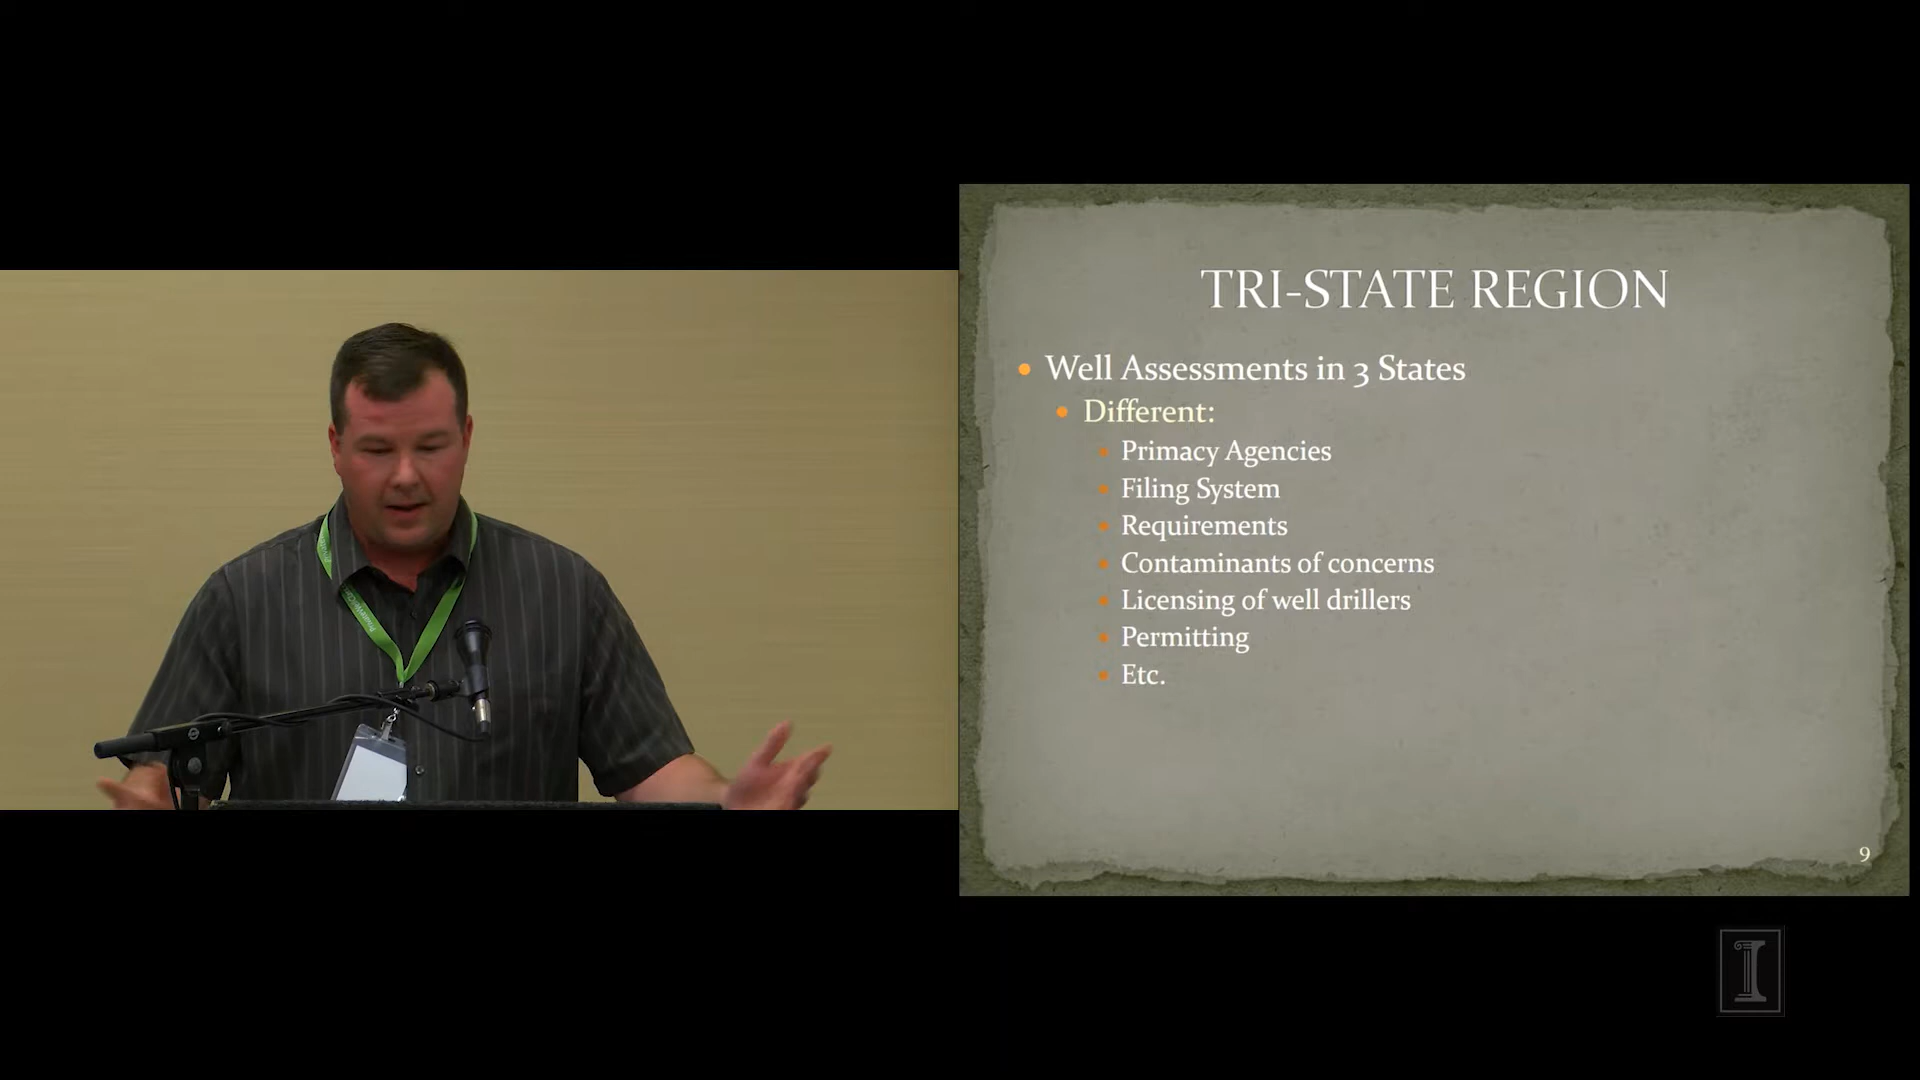 TRI-STATE REGION
Well Assessments in 3 States
Different:
Primacy Agencies
Filing System
Requirements
Contaminants of concerns
Licensing of well drillers
Permitting
Etc.
9